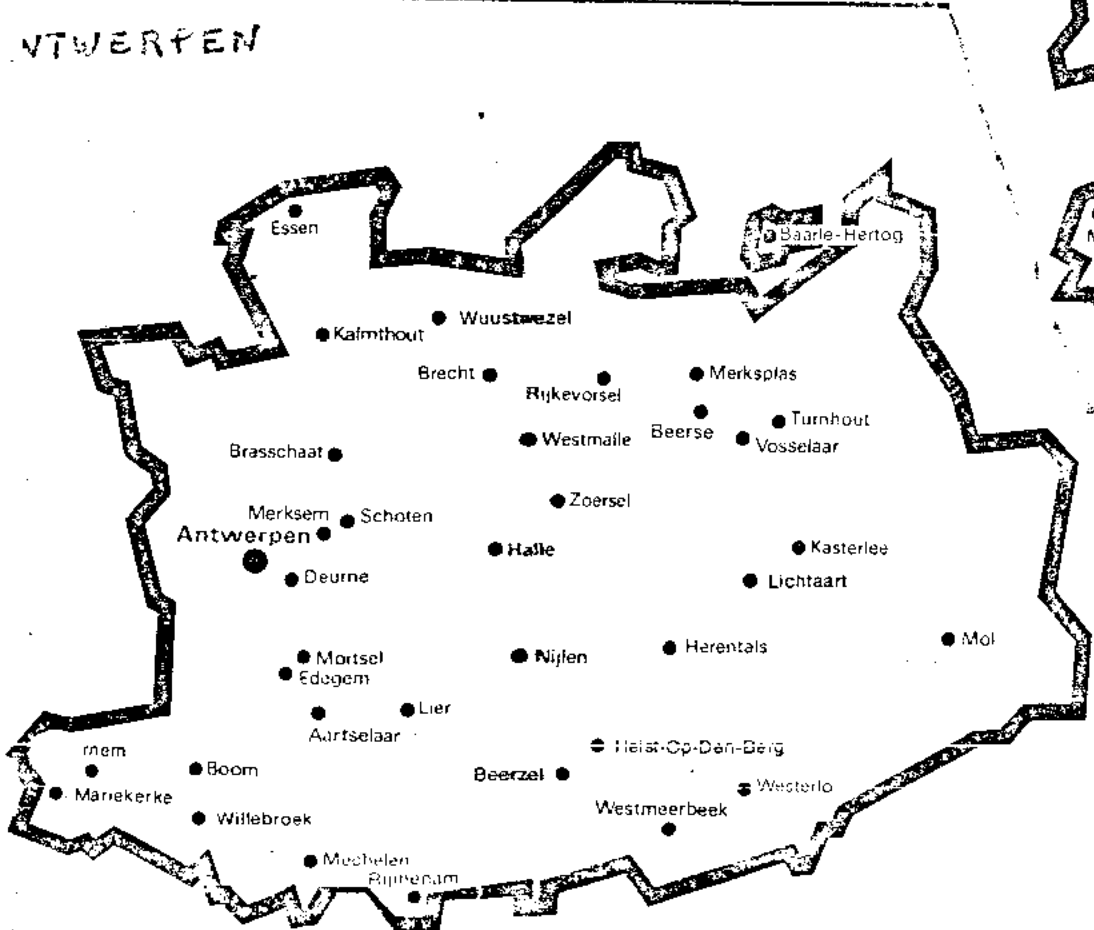 NTWERPEN
Essen
Baarle-Hertog
Wuustwezel
Kalmthout
Brecht
Rijkevorsel
Merksplas
Beerse
Turnhout
Vosselaar
Westmalle
Brasschaat
Zoersel
Merksem
Schoten
Antwerpen
Halle
Kasterlee
Deurne
Lichtaart
Mol
Herentals
Mortsel
Nijlen
Edegem
Lier
Aartselaar
Heist-Op-Den-Berg
rnem
Boom
Beerzel
Westerlo
Mariekerke
Westmeerbeek
Willebroek
Mechelen
Rijmenam